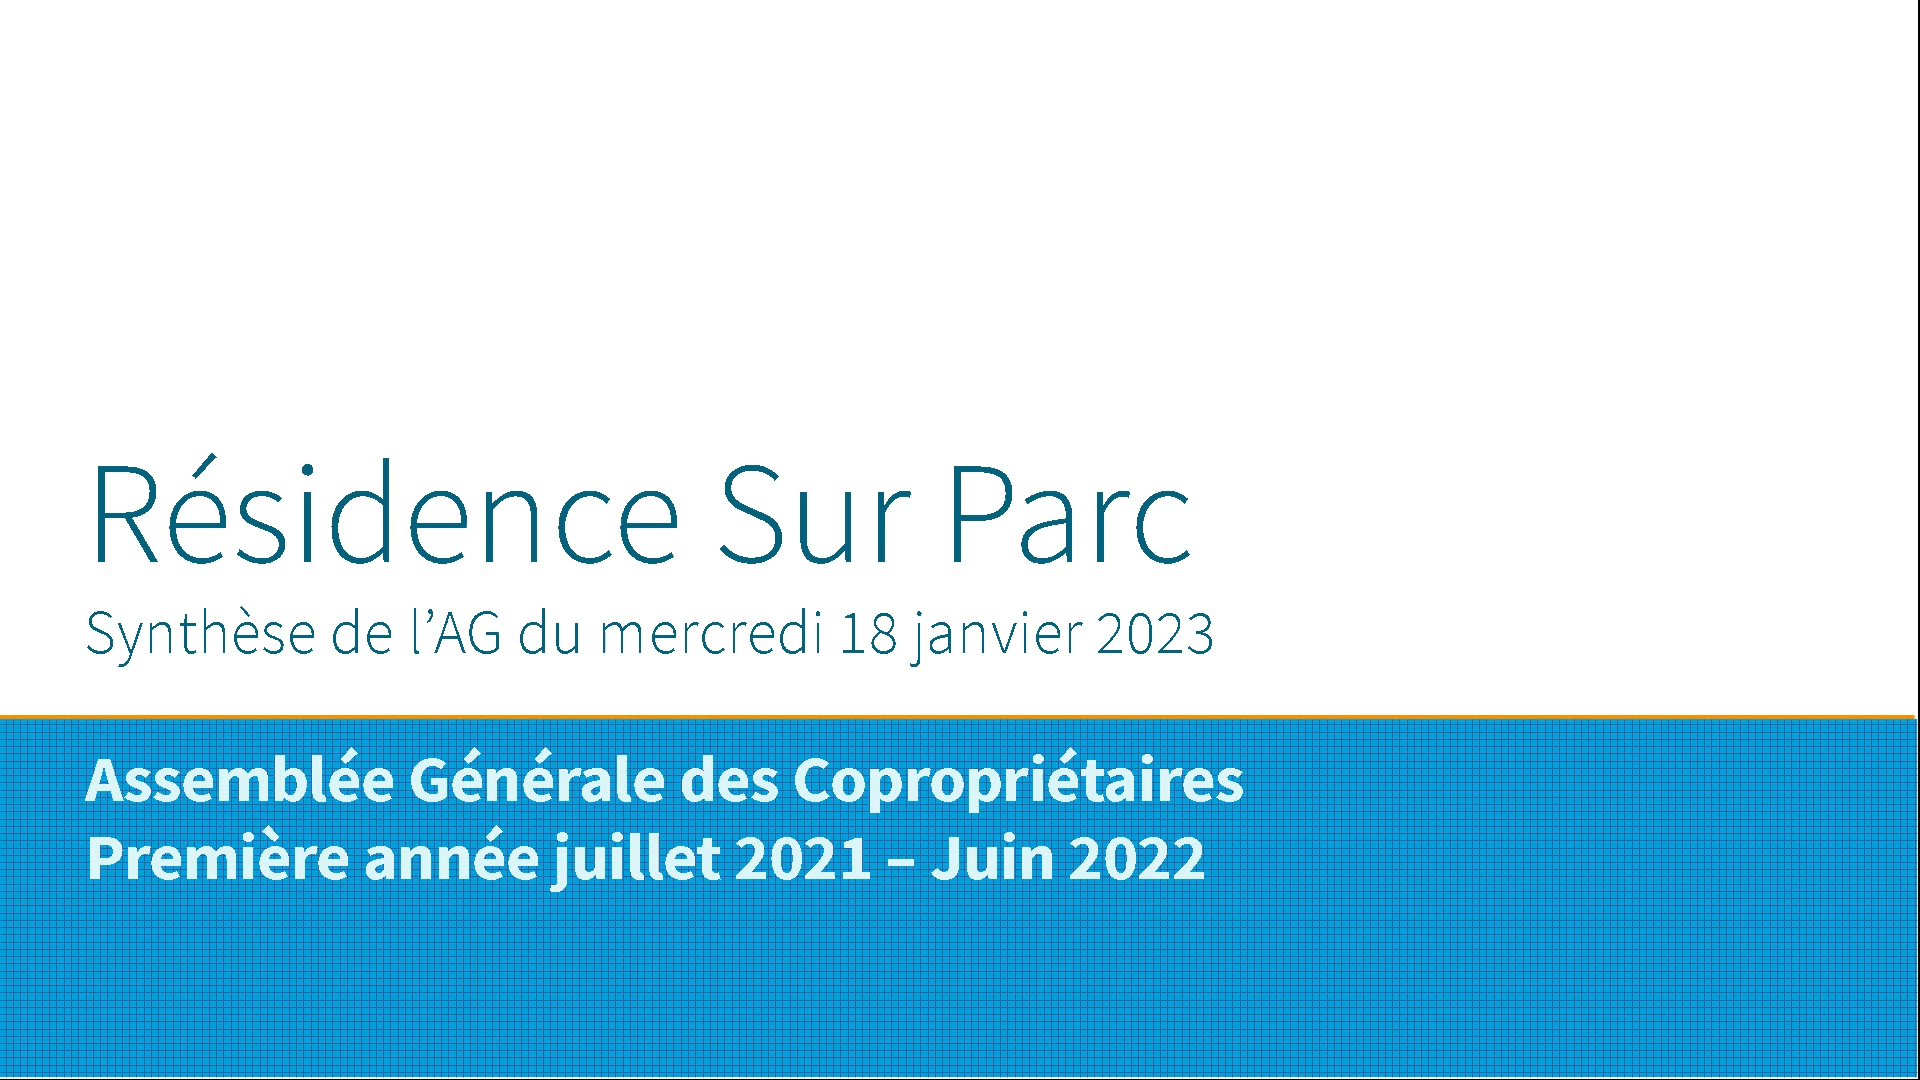 Résidence Sur Parc
Synthèse de l’AG du mercredi 18 janvier 2023
Assemblée Générale des Copropriétaires
Première année juillet 2021 – Juin 2022